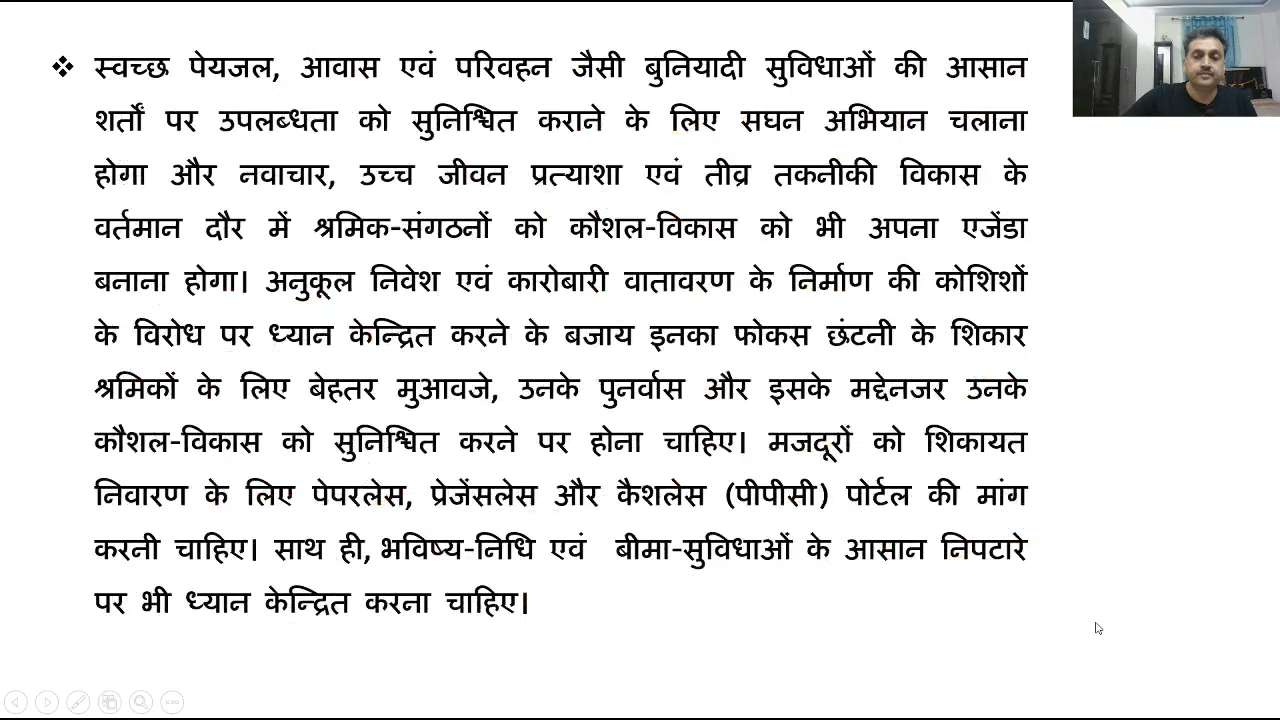 ❖ स्वच्छ पेयजल, आवास एवं परिवहन जैसी बुनियादी सुविधाओं की आसान
शर्तों पर उपलब्धता को सुनिश्चित कराने के लिए सघन अभियान चलाना
होगा और नवाचार, उच्च जीवन प्रत्याशा एवं तीव्र तकनीकी विकास के
वर्तमान दौर में श्रमिक-संगठनों को कौशल-विकास को भी अपना एजेंडा
बनाना होगा। अनुकूल निवेश एवं कारोबारी वातावरण के निर्माण की कोशिशों
के विरोध पर ध्यान केन्द्रित करने के बजाय इनका फोकस छंटनी के शिकार
श्रमिकों के लिए बेहतर मुआवजे, उनके पुनर्वास और इसके मद्देनजर उनके
कौशल-विकास को सुनिश्चित करने पर होना चाहिए। मजदूरों को शिकायत
निवारण के लिए पेपरलेस, प्रेजेंसलेस और कैशलेस (पीपीसी) पोर्टल की मांग
करनी चाहिए। साथ ही, भविष्य-निधि एवं बीमा-सुविधाओं के आसान निपटारे
पर भी ध्यान केन्द्रित करना चाहिए।